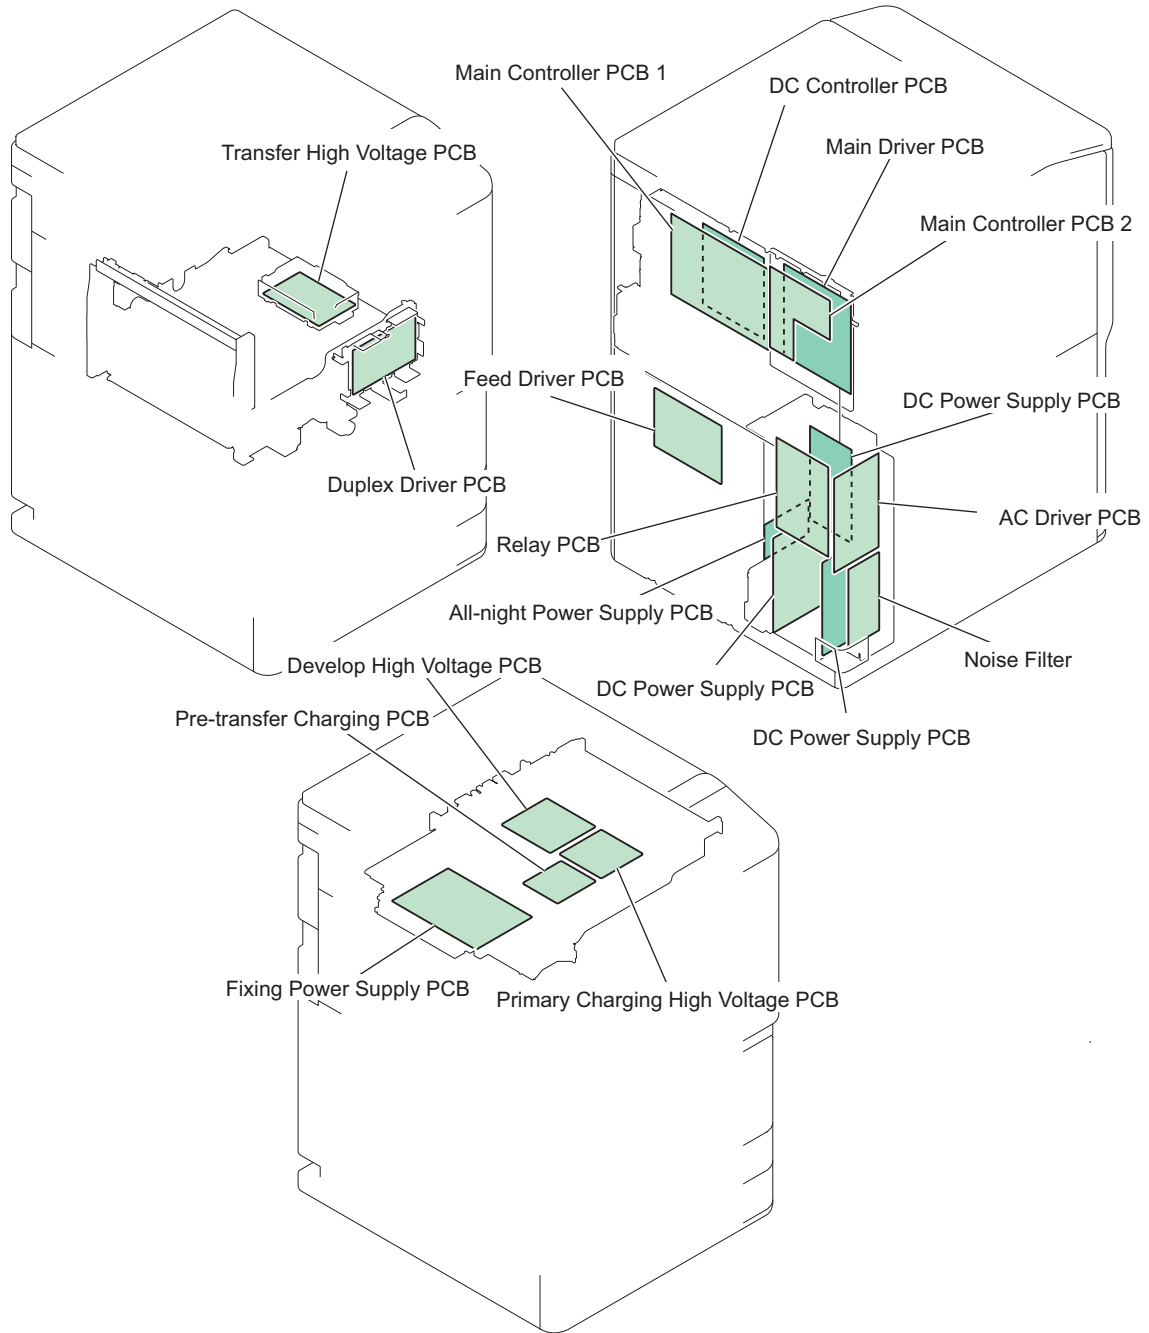 Main Controller PCB 1
DC Controller PCB
Transfer High Voltage PCB
Main Driver PCB
Main Controller PCB 2
Feed Driver PCB
DC Power Supply PCB
Duplex Driver PCB
AC Driver PCB
Relay PCB
All-night Power Supply PCB
Noise Filter
Develop High Voltage PCB
DC Power Supply PCB
Pre-transfer Charging PCB
DC Power Supply PCB
Fixing Power Supply PCB
Primary Charging High Voltage PCB